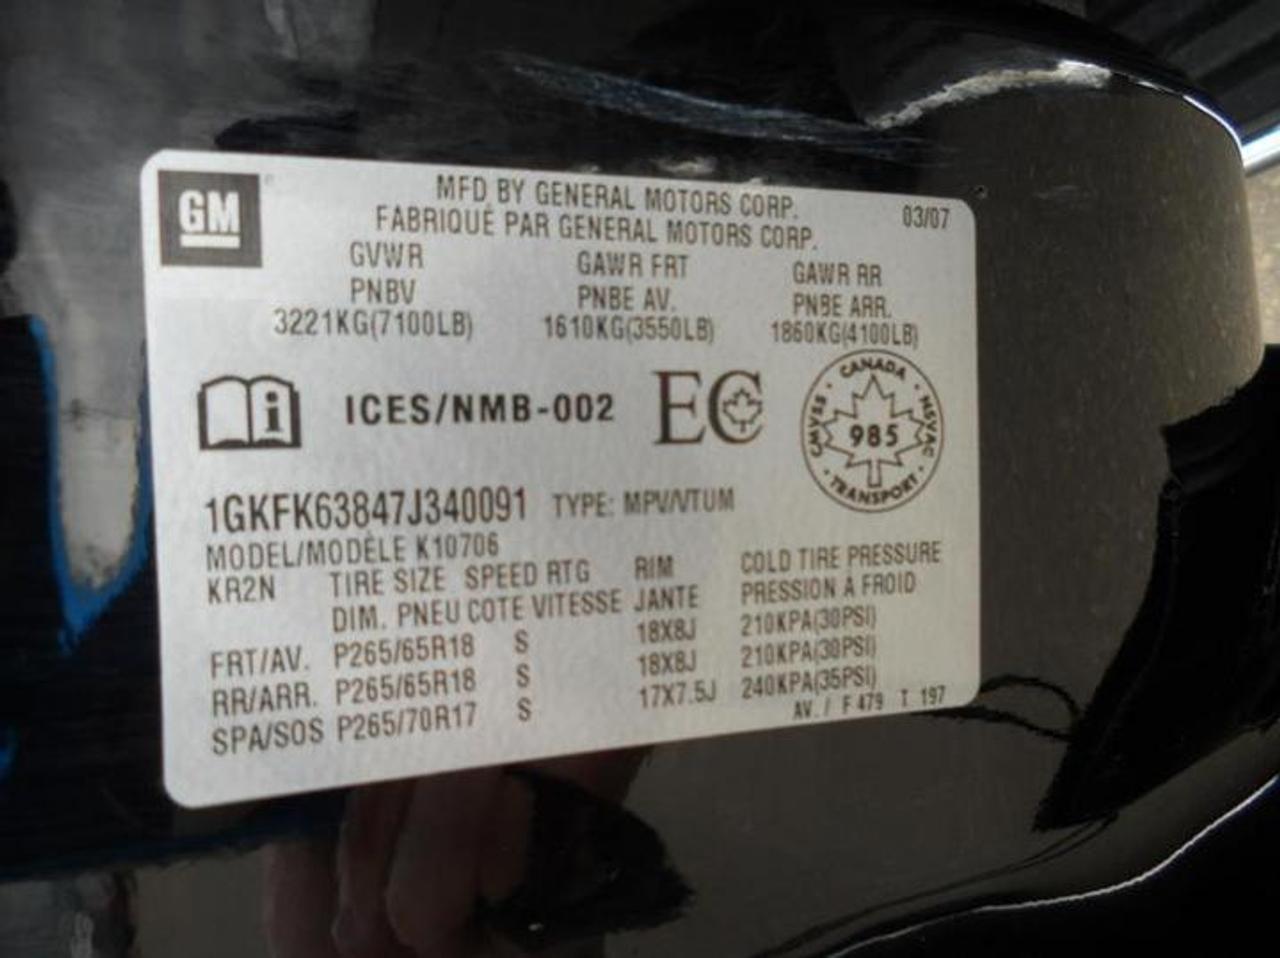 GM
MFD BY GENERAL MOTORS CORP.
03/07
FABRIQUÉ PAR GENERAL MOTORS CORP.
GVWR GAWR FRT GAWR RR
PNBV PNBE AV. PNBE ARR.
3221KG(7100LB) 1610KG(3550LB) 1860KG(4100LB)
i ICES/NMB-002 EC
CANADA
CMVSS 985 NSVAC
TRANSPORT
1GKFK63847J340091 TYPE: MPV/VTUM
MODEL/MODÈLE K10706
KR2N TIRE SIZE SPEED RTG RIM COLD TIRE PRESSURE
DIM. PNEU COTE VITESSE JANTE PRESSION À FROID
FRT/AV. P265/65R18 S 18X8J 210KPA(30PSI)
RR/ARR. P265/65R18 S 18X8J 210KPA(30PSI)
SPA/SOS P265/70R17 S 17X7.5J 240KPA(35PSI)
AV. / F 479 T 197